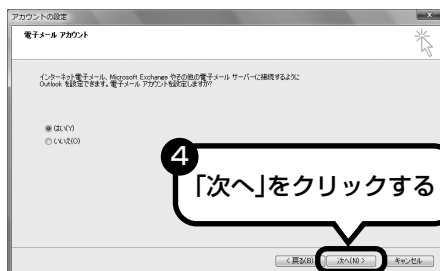 アカウントの設定
電子メール アカウント
インターネット電子メール、Microsoft Exchange やその他の電子メール サーバーに接続するように
Outlook を設定できます。電子メール アカウントを設定しますか?
はい(Y)
いいえ(O)
4
「次へ」をクリックする
< 戻る(B)
次へ(N) >
キャンセル